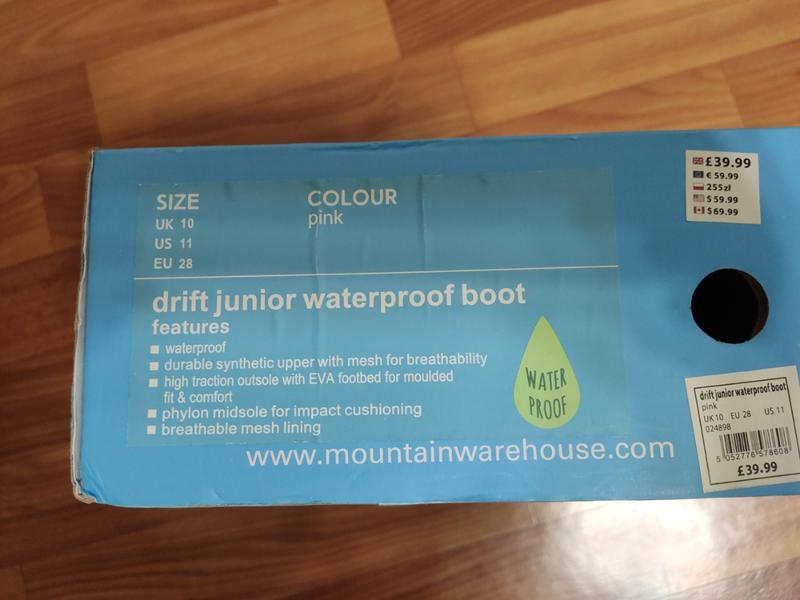 SIZE
COLOUR
UK 10
pink
US 11
EU 28
drift junior waterproof boot
features
waterproof
durable synthetic upper with mesh for breathability
high traction outsole with EVA footbed for moulded
fit & comfort
phylon midsole for impact cushioning
breathable mesh lining
WATER
PROOF
www.mountainwarehouse.com
£39.99
€ 59.99
255zł
$59.99
$69.99
drift junior waterproof boot
pink
UK10 EU 28 US 11
024898
5 052776 578608
£39.99